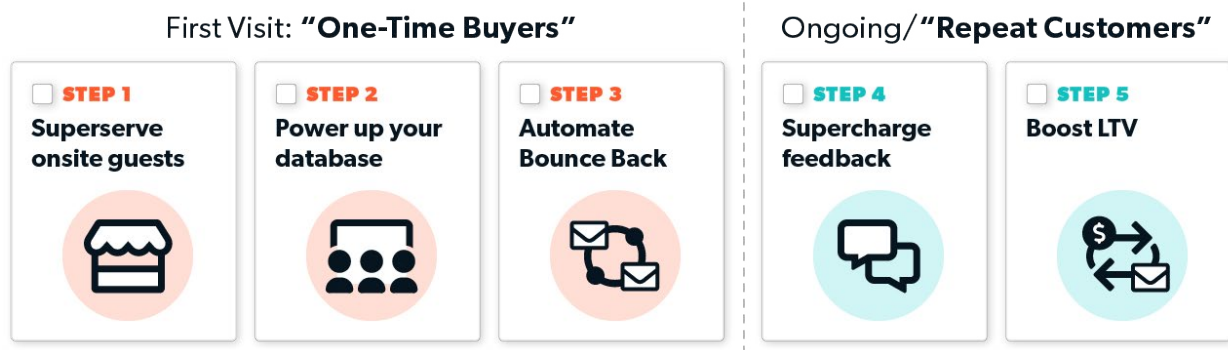 First Visit: “One-Time Buyers”
Ongoing/“Repeat Customers”
STEP 1
Superserve
onsite guests
STEP 2
Power up your
database
STEP 3
Automate
Bounce Back
STEP 4
Supercharge
feedback
STEP 5
Boost LTV
$